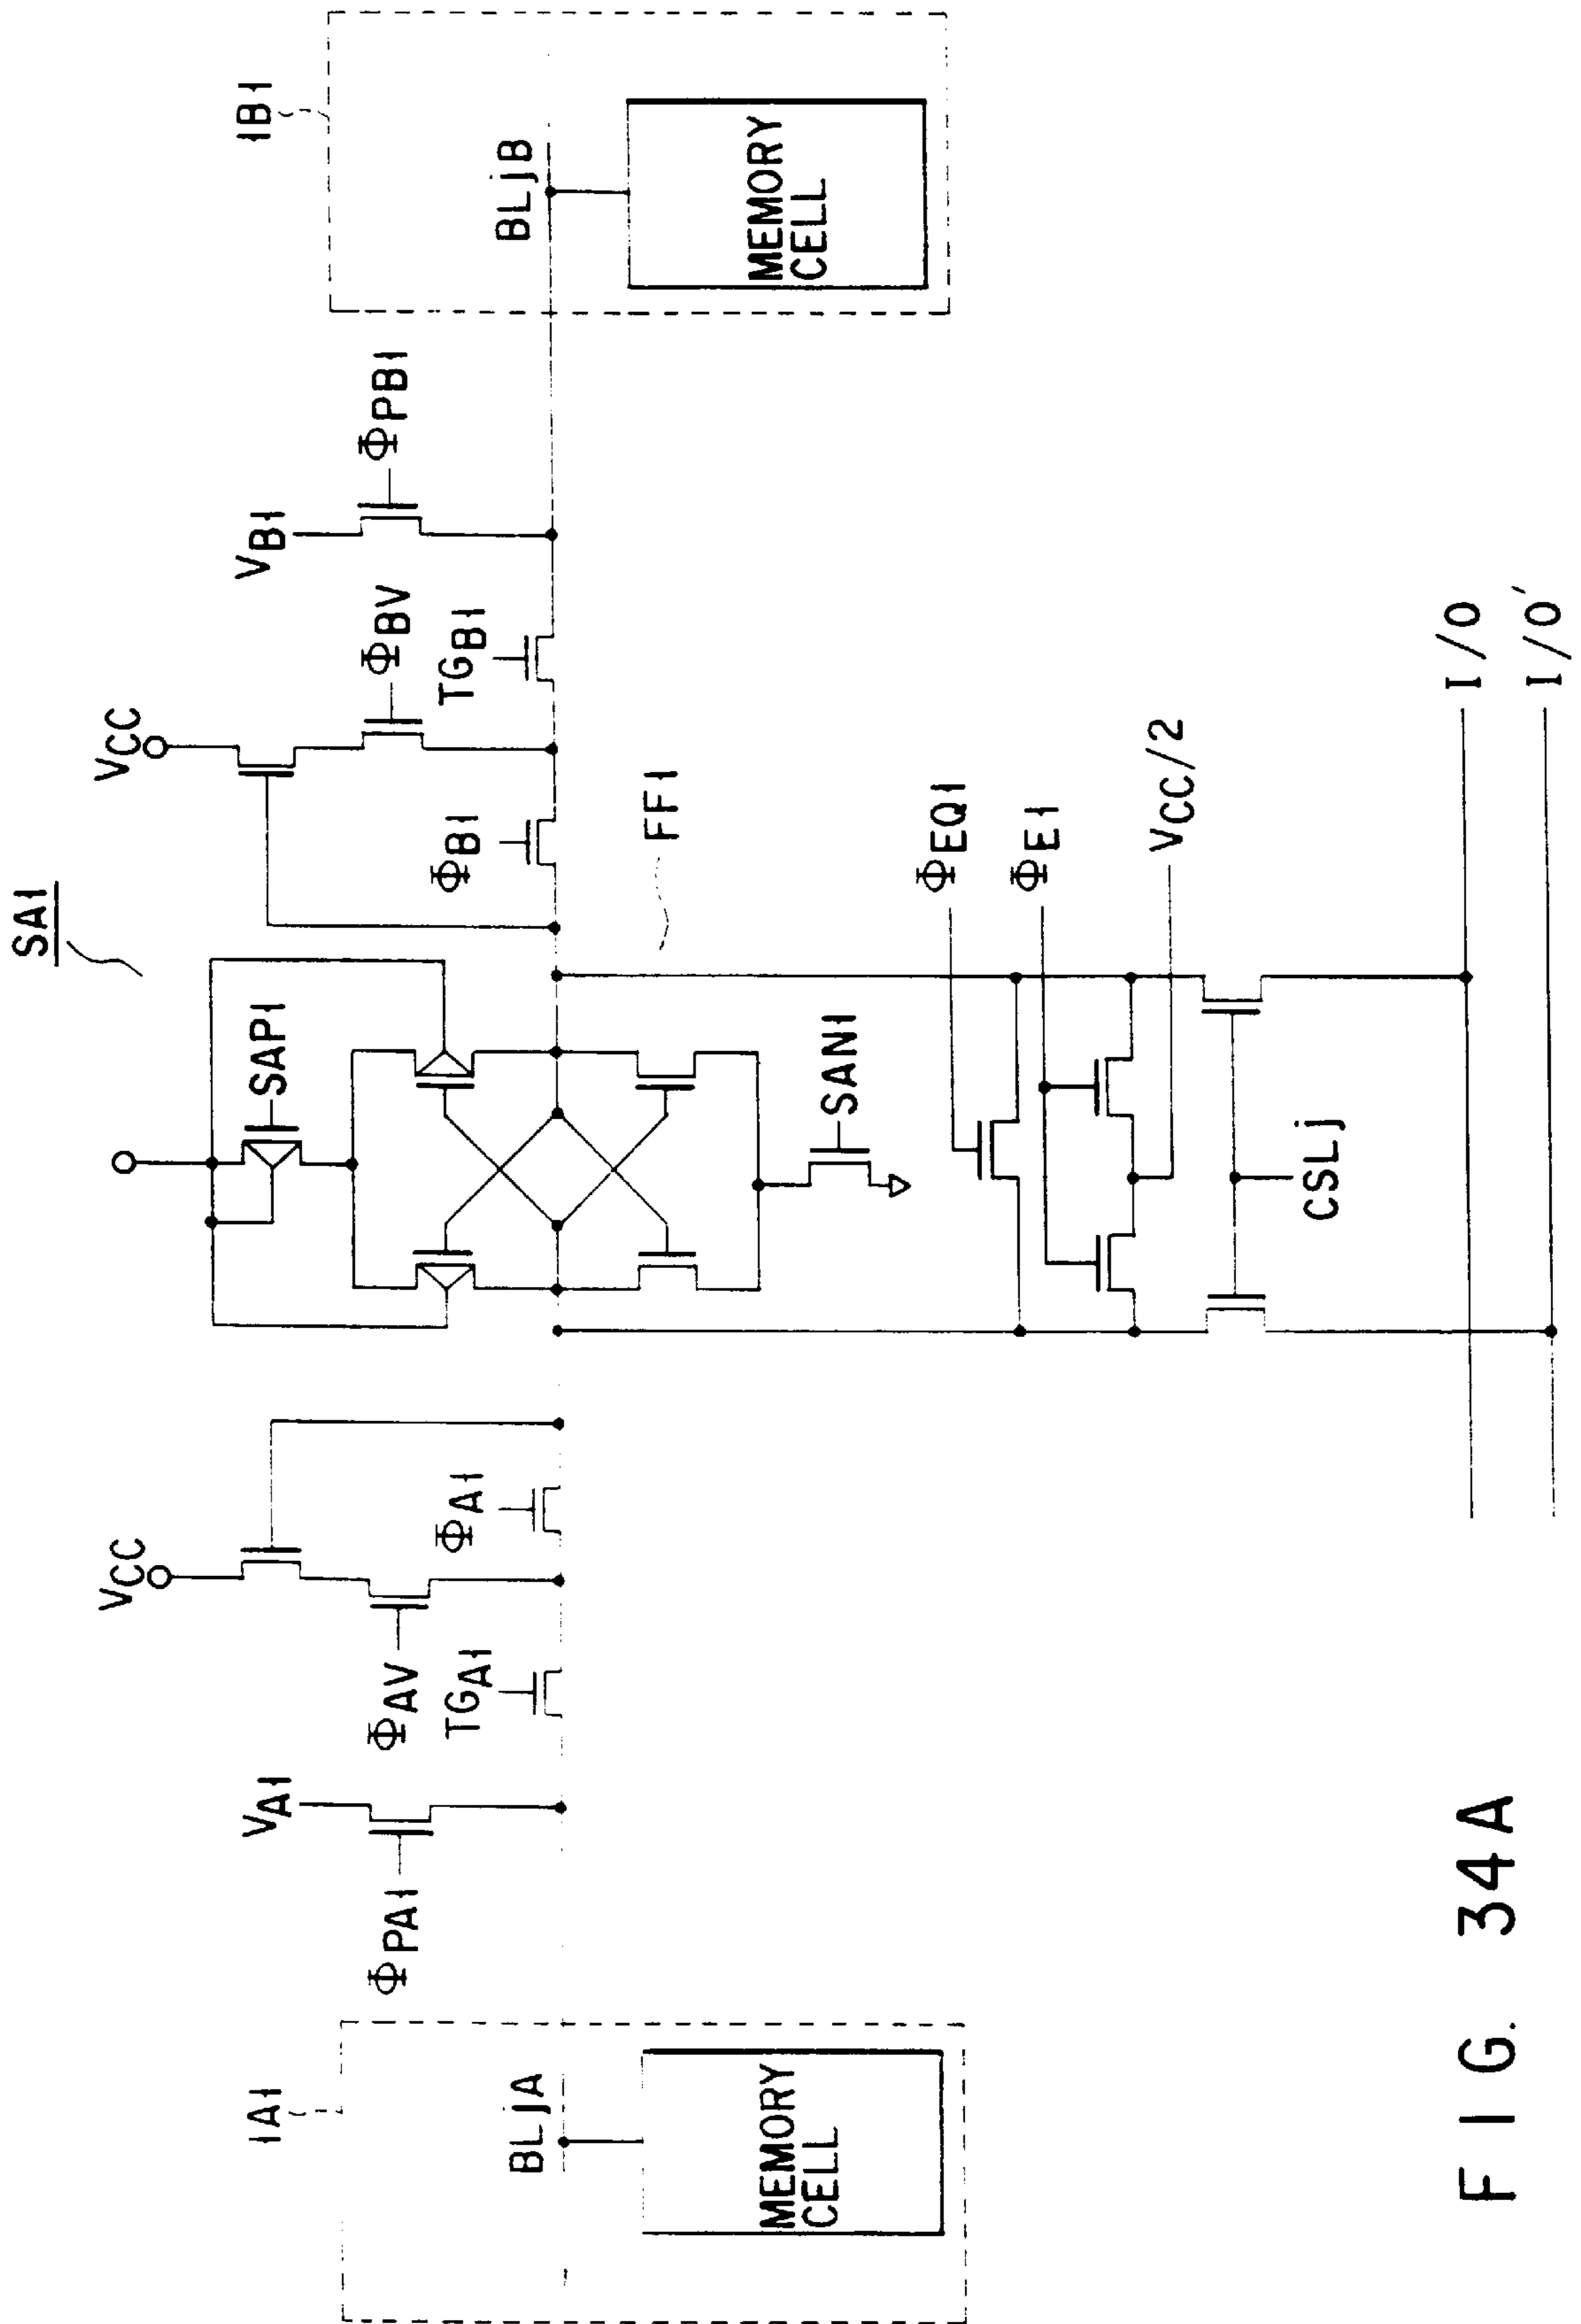 SA1
VCC
VCC
SAP1
VA1
VB1
1A1
1B1
ΦPA1
ΦAV
ΦBV
ΦPB1
TGA1
ΦA1
ΦB1
TGB1
BLjA
BLjB
FF1
MEMORY
CELL
MEMORY
CELL
SAN1
ΦEQ1
ΦE1
VCC/2
CSLj
I/O
I/O'
FIG. 34A